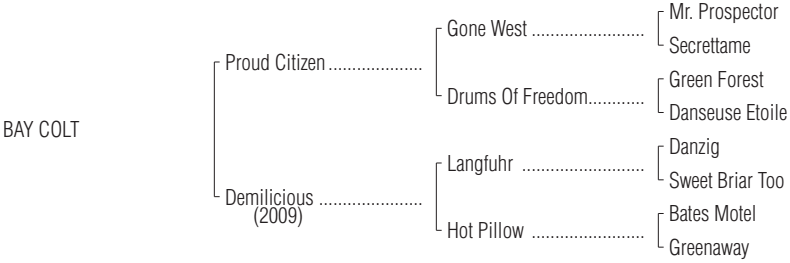 Mr. Prospector
Gone West ........................
Secrettame
Proud Citizen ....................
Green Forest
Drums Of Freedom............
Danseuse Etoile
BAY COLT
Danzig
Langfuhr ..........................
Sweet Briar Too
Demilicious ......................
(2009)
Bates Motel
Hot Pillow ........................
Greenaway